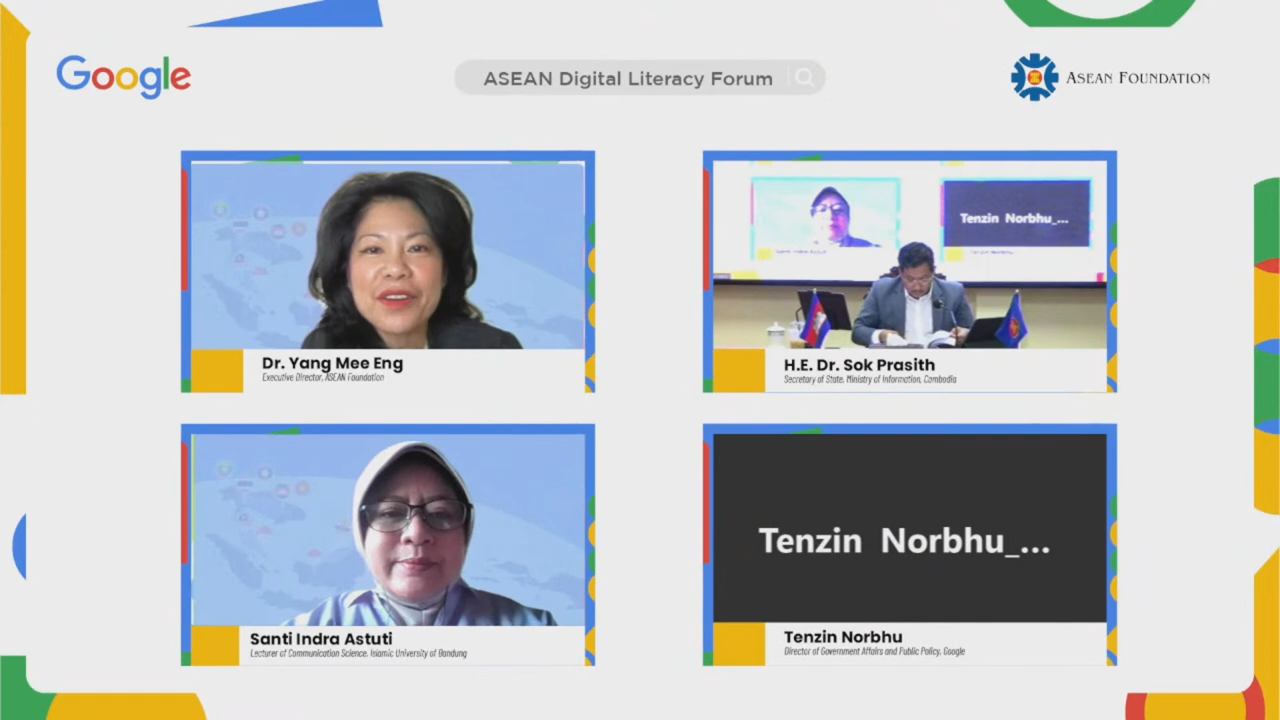 Google
ASEAN Digital Literacy Forum
ASEAN FOUNDATION
Dr. Yang Mee Eng
Executive Director, ASEAN Foundation
Tenzin Norbhu_...
H.E. Dr. Sok Prasith
Secretary of State, Ministry of Information, Cambodia
Santi Indra Astuti
Lecturer of Communication Science, Islamic University of Bandung
Tenzin Norbhu_...
Tenzin Norbhu
Director of Government Affairs and Public Policy, Google